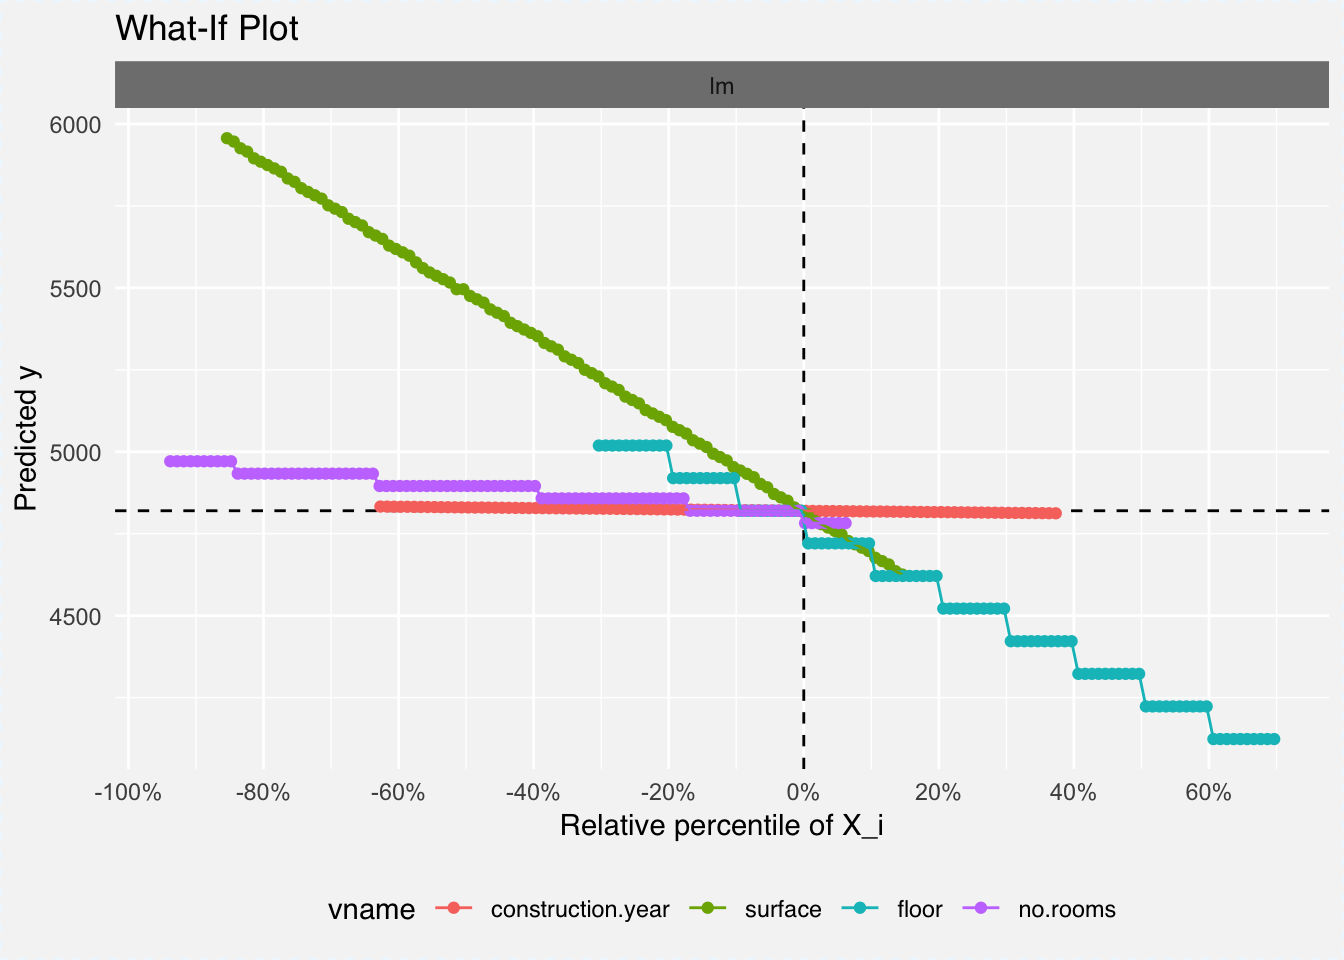 What-If Plot
lm
6000
5500
5000
4500
Predicted y
-100% -80% -60% -40% -20% 0% 20% 40% 60%
Relative percentile of X_i
vname construction.year surface floor no.rooms